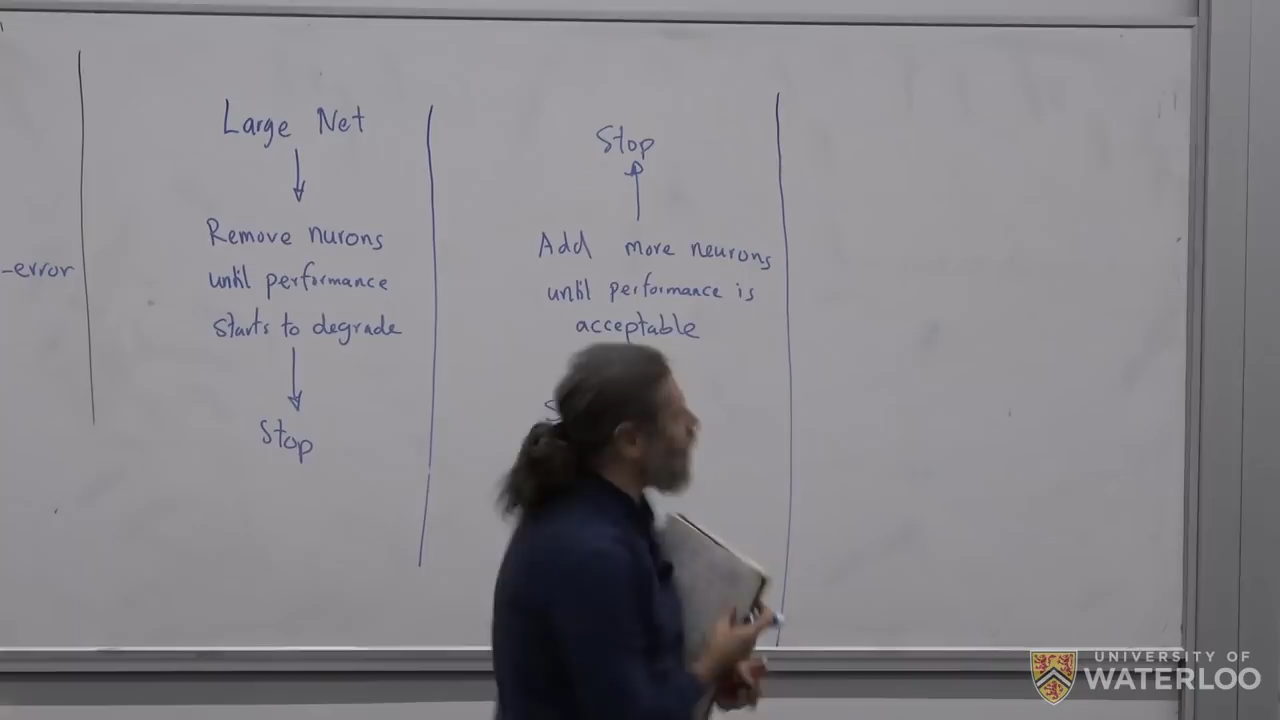 -error
Large Net
Remove nurons
until performance
starts to degrade
Stop
Stop
Add more neurons
until performance is
acceptable
UNIVERSITY OF
WATERLOO